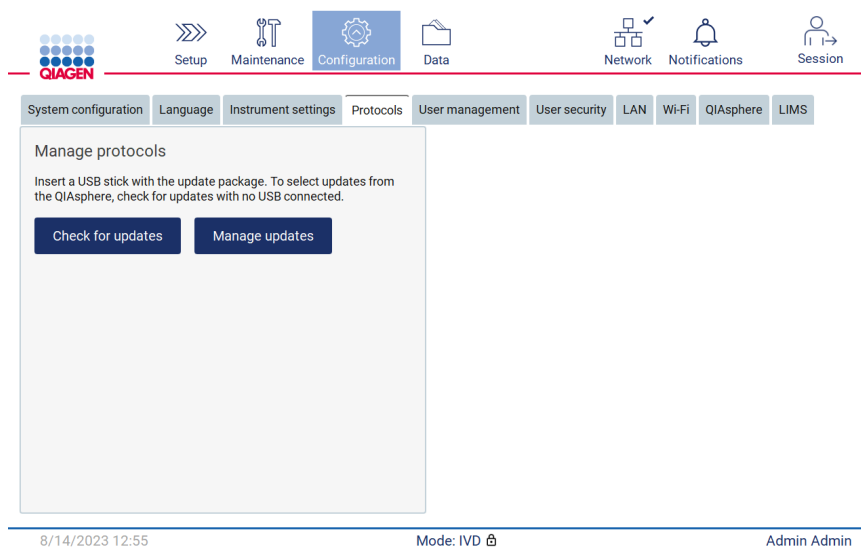 QIAGEN
Setup
Maintenance
Configuration
Data
Network
Notifications
Session
System configuration
Language
Instrument settings
Protocols
User management
User security
LAN
Wi-Fi
QIAsphere
LIMS
Manage protocols
Insert a USB stick with the update package. To select updates from
the QIAsphere, check for updates with no USB connected.
Check for updates
Manage updates
8/14/2023 12:55
Mode: IVD
Admin Admin